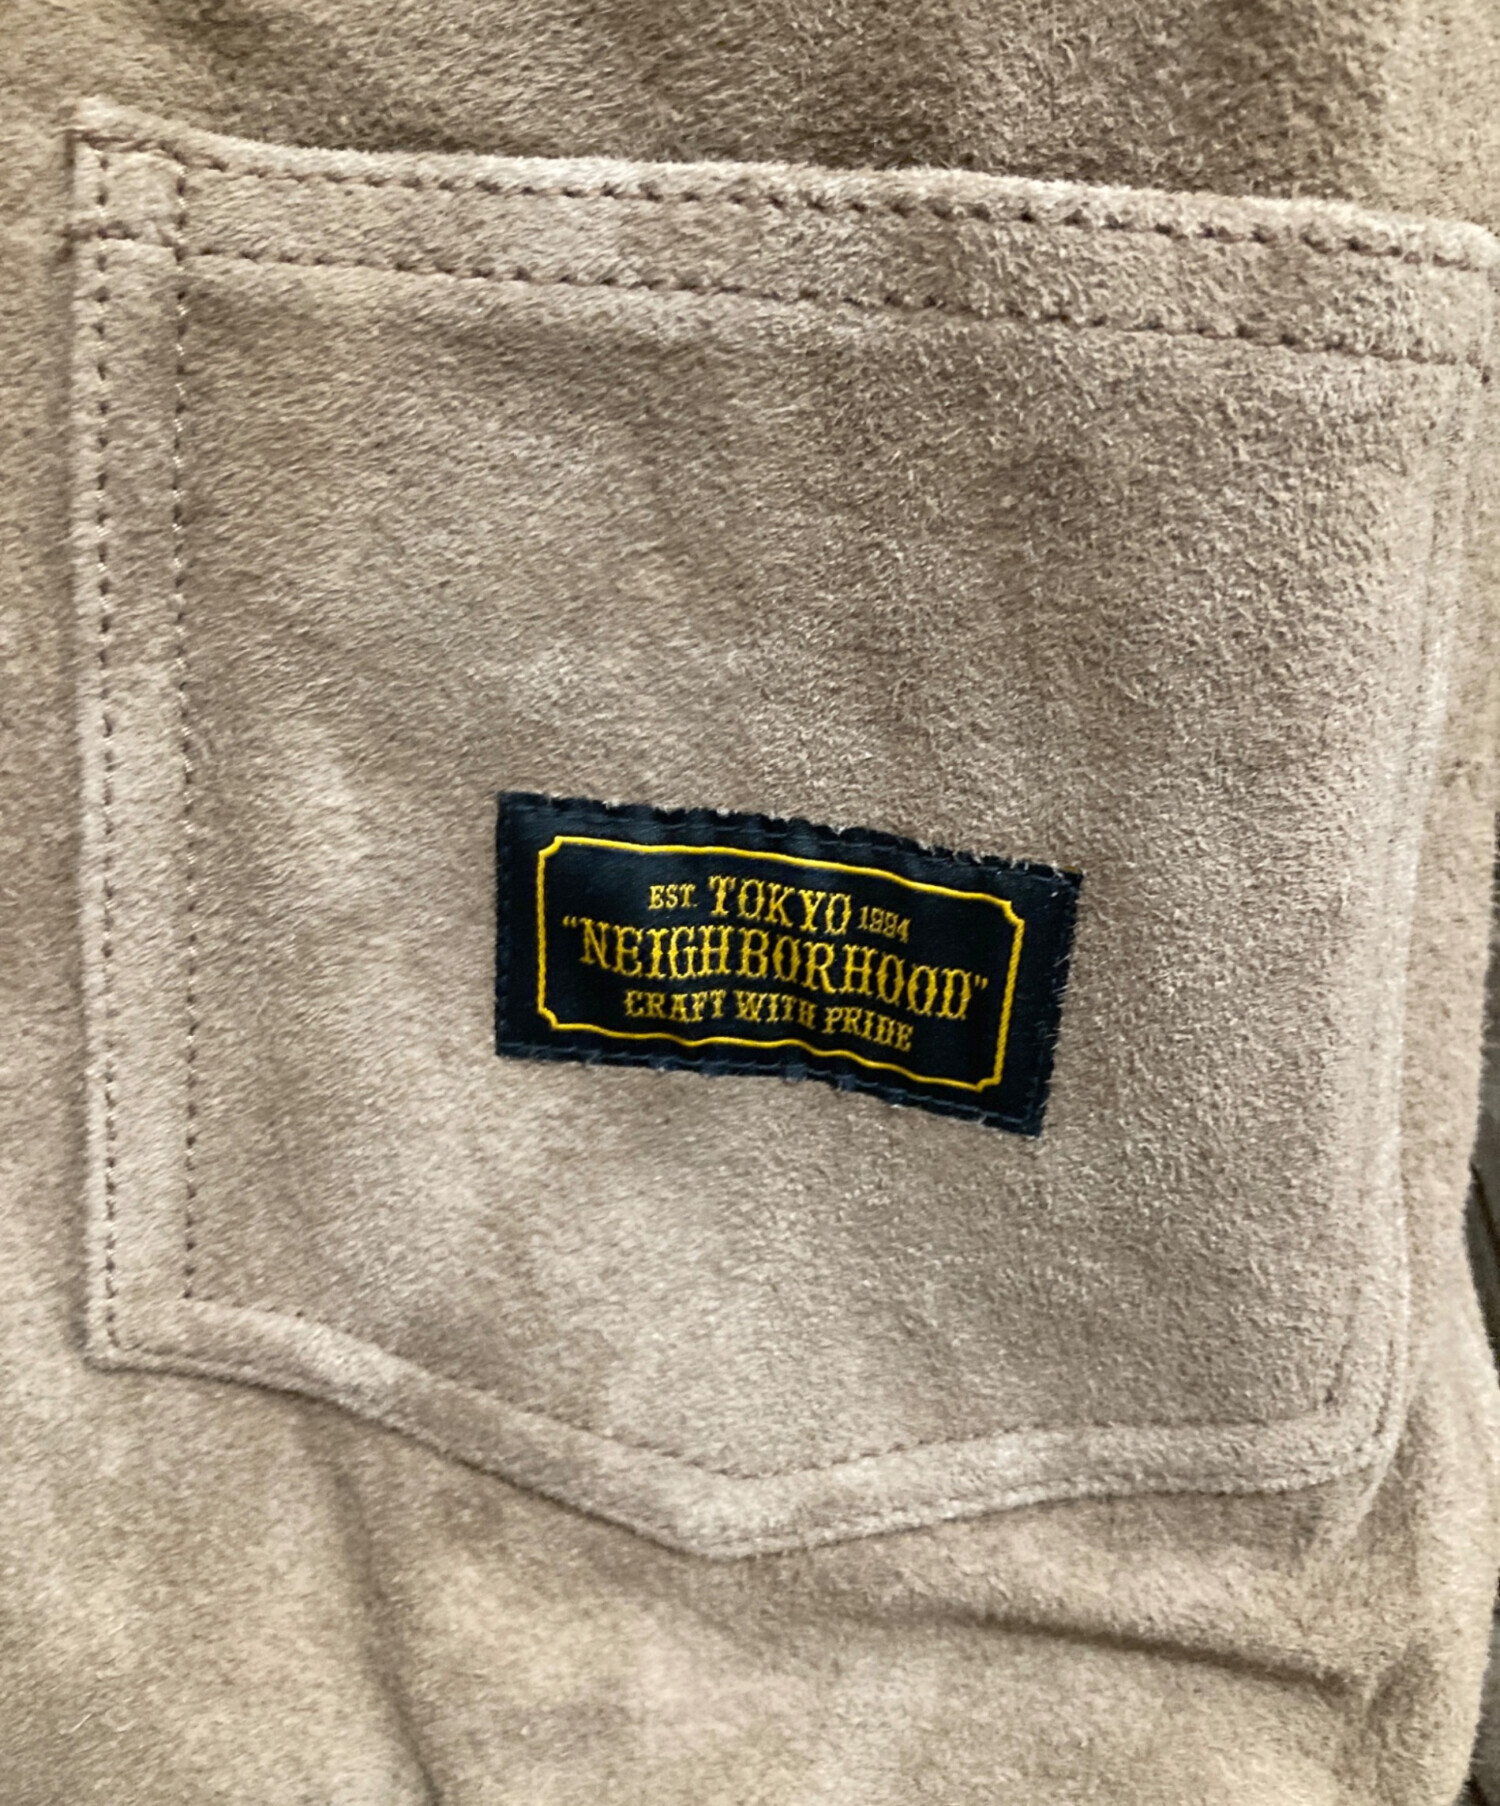 EST. TOKYO 1994
"NEIGHBORHOOD"
CRAFT WITH PRIDE